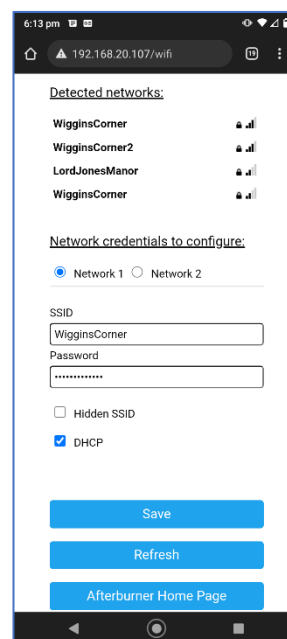 6:13 pm
192.168.20.107/wifi
19
Detected networks:
WigginsCorner
WigginsCorner2
LordJonesManor
WigginsCorner
Network credentials to configure:
Network 1 Network 2
SSID
WigginsCorner
Password
•••••••••••••
Hidden SSID
DHCP
Save
Refresh
Afterburner Home Page